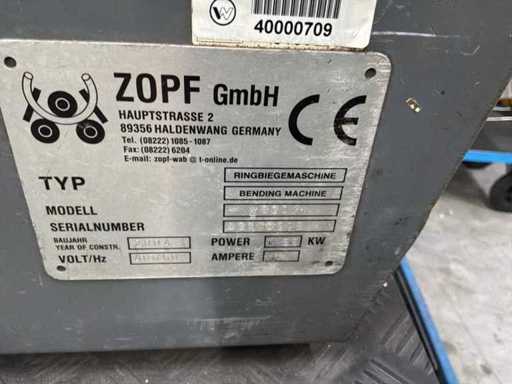 40000709
ZOPF GmbH
HAUPTSTRASSE 2
89356 HALDENWANG GERMANY
Tel. (08222) 1085-1087
Fax: (08222) 6204
E-mail: zopf-wab @ t-online.de
CE
TYP
RINGBIEGEMASCHINE
BENDING MACHINE
MODELL
SERIALNUMBER
BAUJAHR
YEAR OF CONSTR.
POWER KW
VOLT/Hz
AMPERE